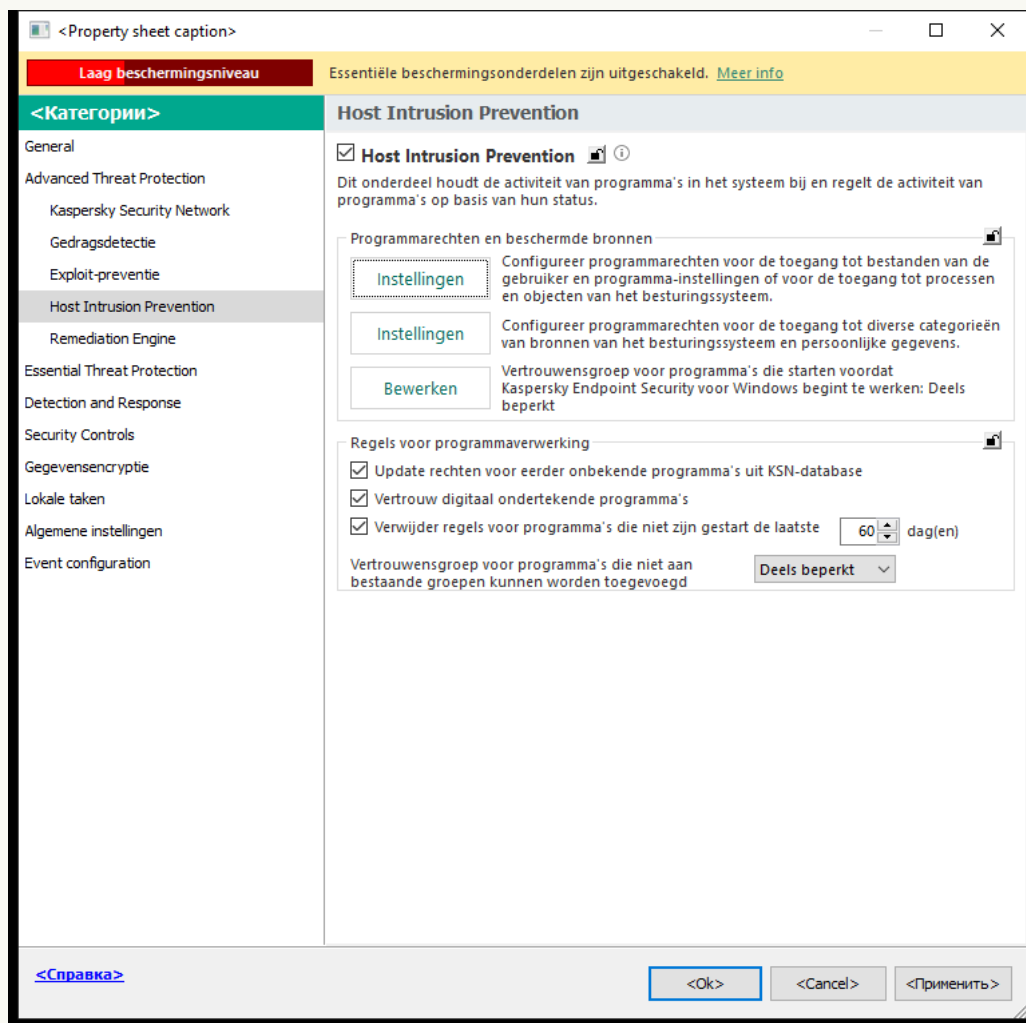 <Property sheet caption>
Laag beschermingsniveau
Essentiële beschermingsonderdelen zijn uitgeschakeld. Meer info
<Категории>
General
Advanced Threat Protection
Kaspersky Security Network
Gedragsdetectie
Exploit-preventie
Host Intrusion Prevention
Remediation Engine
Essential Threat Protection
Detection and Response
Security Controls
Gegevensencryptie
Lokale taken
Algemene instellingen
Event configuration
Host Intrusion Prevention
Host Intrusion Prevention
Dit onderdeel houdt de activiteit van programma's in het systeem bij en regelt de activiteit van
programma's op basis van hun status.
Programmarechten en beschermde bronnen
Instellingen
Configureer programmarechten voor de toegang tot bestanden van de
gebruiker en programma-instellingen of voor de toegang tot processen
en objecten van het besturingssysteem.
Instellingen
Configureer programmarechten voor de toegang tot diverse categorieën
van bronnen van het besturingssysteem en persoonlijke gegevens.
Bewerken
Vertrouwensgroep voor programma's die starten voordat
Kaspersky Endpoint Security voor Windows begint te werken: Deels
beperkt
Regels voor programmaverwerking
Update rechten voor eerder onbekende programma's uit KSN-database
Vertrouw digitaal ondertekende programma's
Verwijder regels voor programma's die niet zijn gestart de laatste 60 dag(en)
Vertrouwensgroep voor programma's die niet aan
bestaande groepen kunnen worden toegevoegd
Deels beperkt
<Справка>
<Ok>
<Cancel>
<Применить>